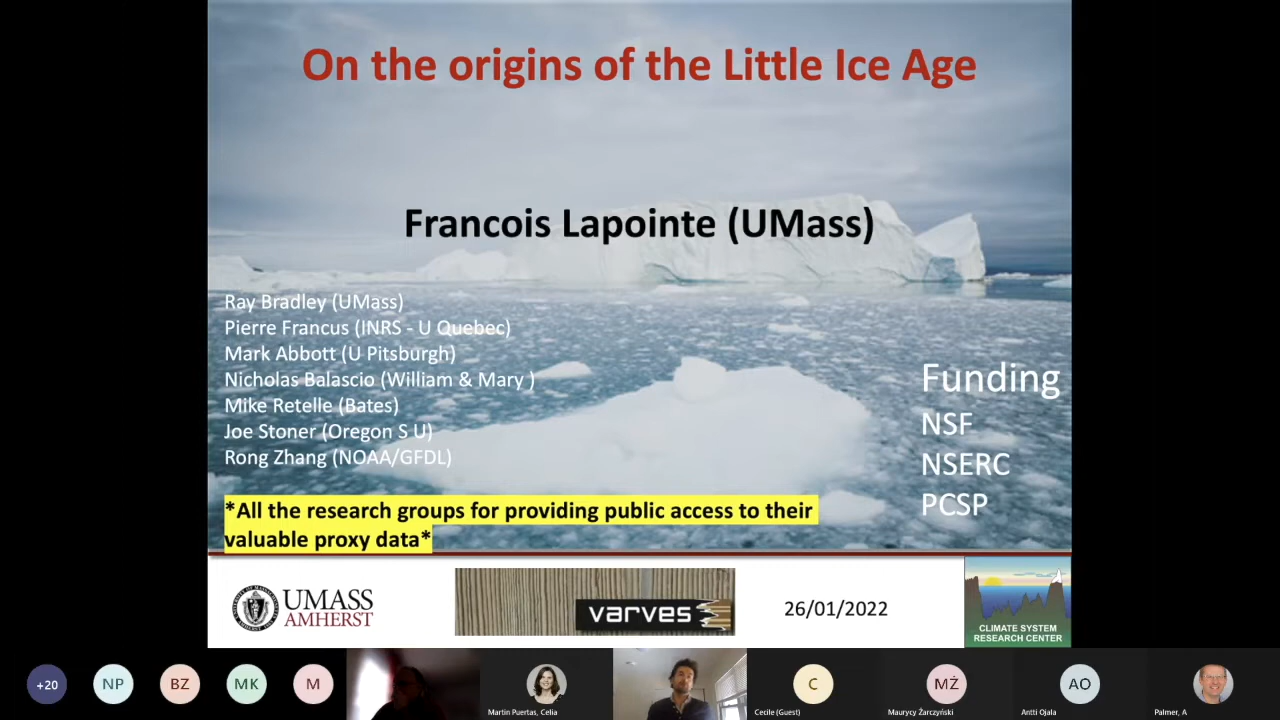 On the origins of the Little Ice Age
Francois Lapointe (UMass)
Ray Bradley (UMass)
Pierre Francus (INRS - U Quebec)
Mark Abbott (U Pitsburgh)
Nicholas Balascio (William & Mary )
Mike Retelle (Bates)
Joe Stoner (Oregon S U)
Rong Zhang (NOAA/GFDL)
Funding
NSF
NSERC
PCSP
*All the research groups for providing public access to their
valuable proxy data*
UMASS
AMHERST
varves
26/01/2022
CLIMATE SYSTEM
RESEARCH CENTER
+20
NP
BZ
MK
M
Martin Puertas, Celia
C
Cecile (Guest)
MŻ
Maurycy Żarczyński
AO
Antti Ojala
Palmer, A